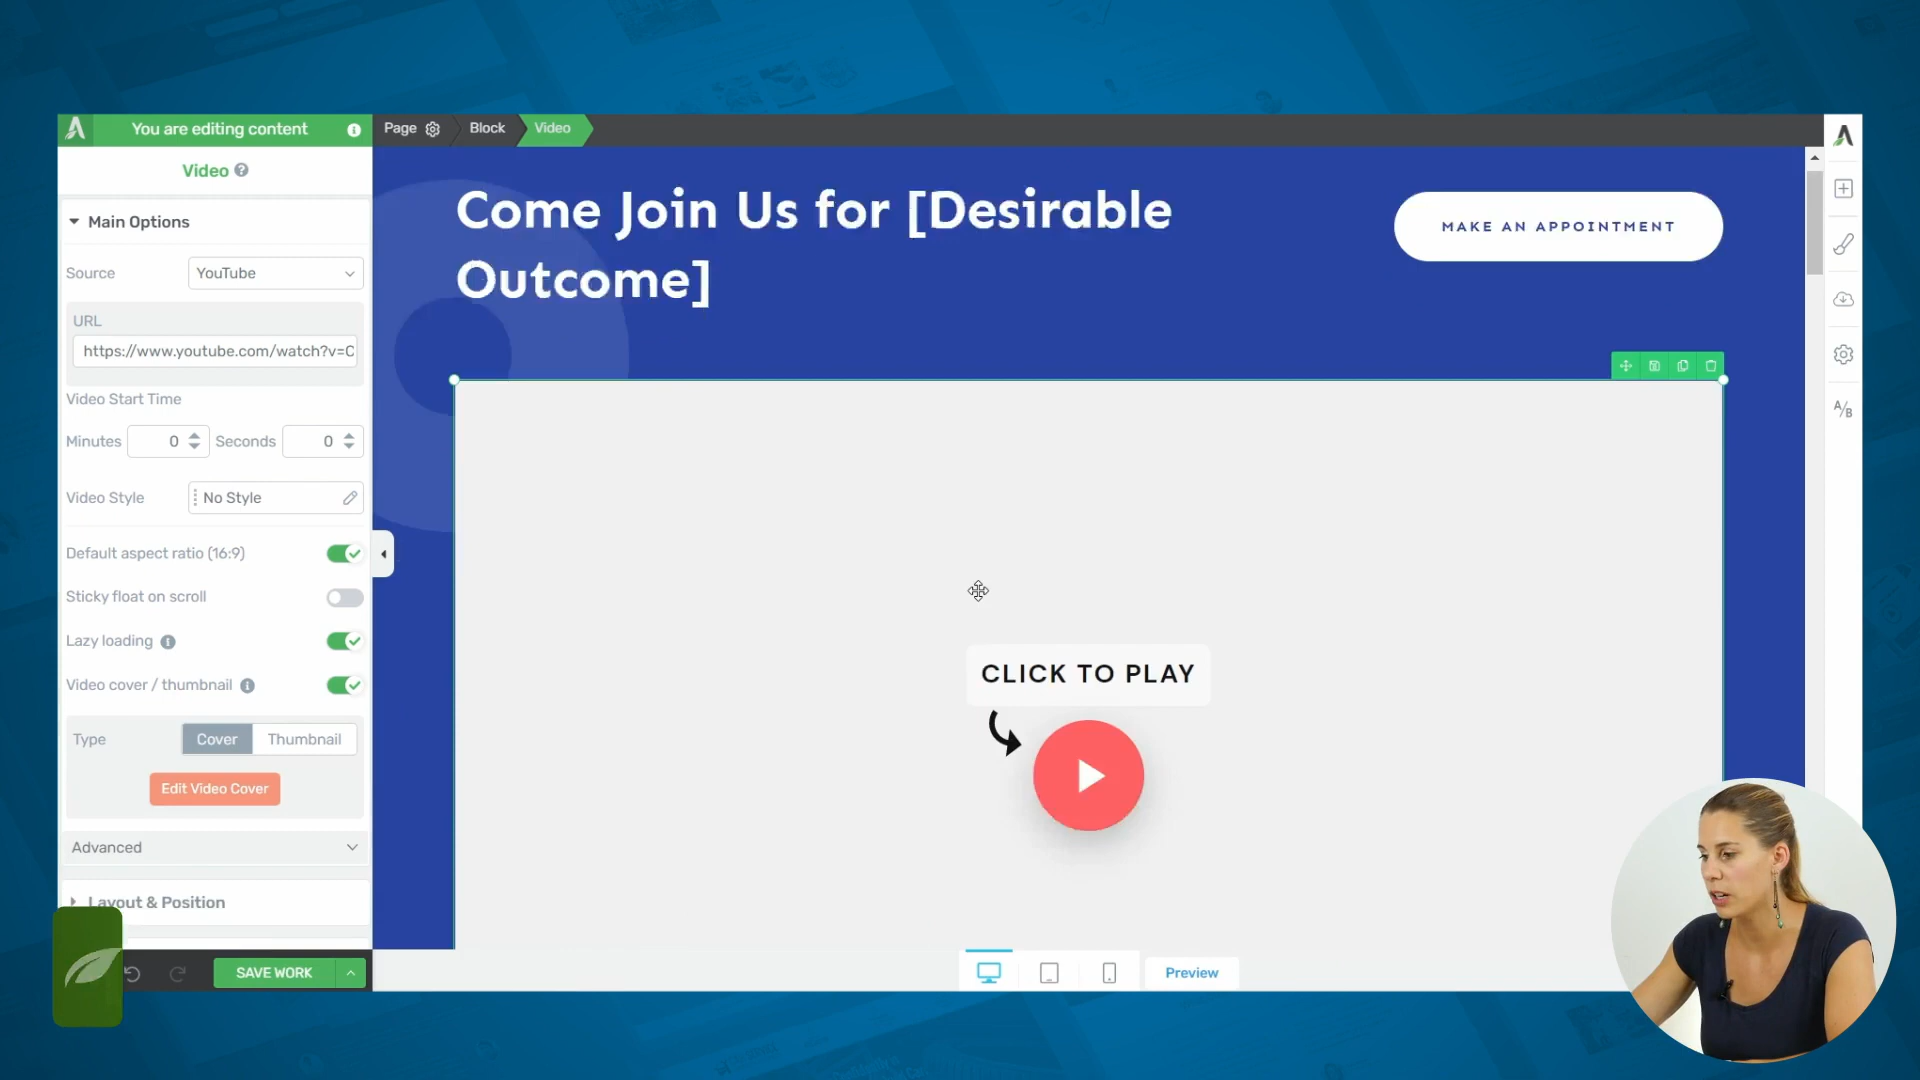 You are editing content
Page
Block
Video
Video
Main Options
Source
YouTube
URL
https://www.youtube.com/watch?v=C
Video Start Time
Minutes
0
Seconds
0
Video Style
No Style
Default aspect ratio (16:9)
Sticky float on scroll
Lazy loading
Video cover / thumbnail
Type
Cover
Thumbnail
Edit Video Cover
Advanced
Layout & Position
SAVE WORK
Come Join Us for [Desirable
Outcome]
MAKE AN APPOINTMENT
CLICK TO PLAY
Preview
A/B